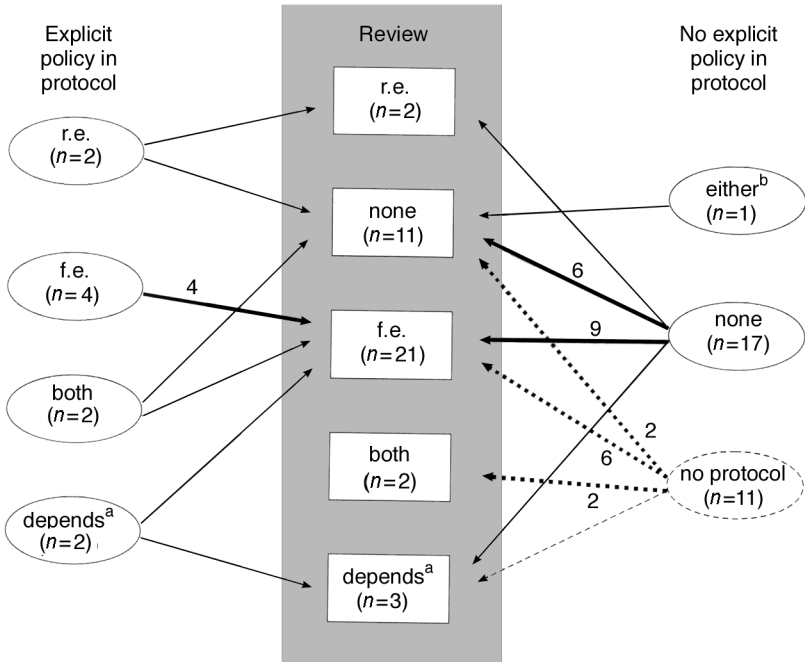 Explicit
policy in
protocol
r.e.
(n=2)
f.e.
(n=4)
both
(n=2)
depends^a
(n=2)
4
Review
r.e.
(n=2)
none
(n=11)
f.e.
(n=21)
both
(n=2)
depends^a
(n=3)
No explicit
policy in
protocol
either^b
(n=1)
none
(n=17)
no protocol
(n=11)
6
9
2
6
2